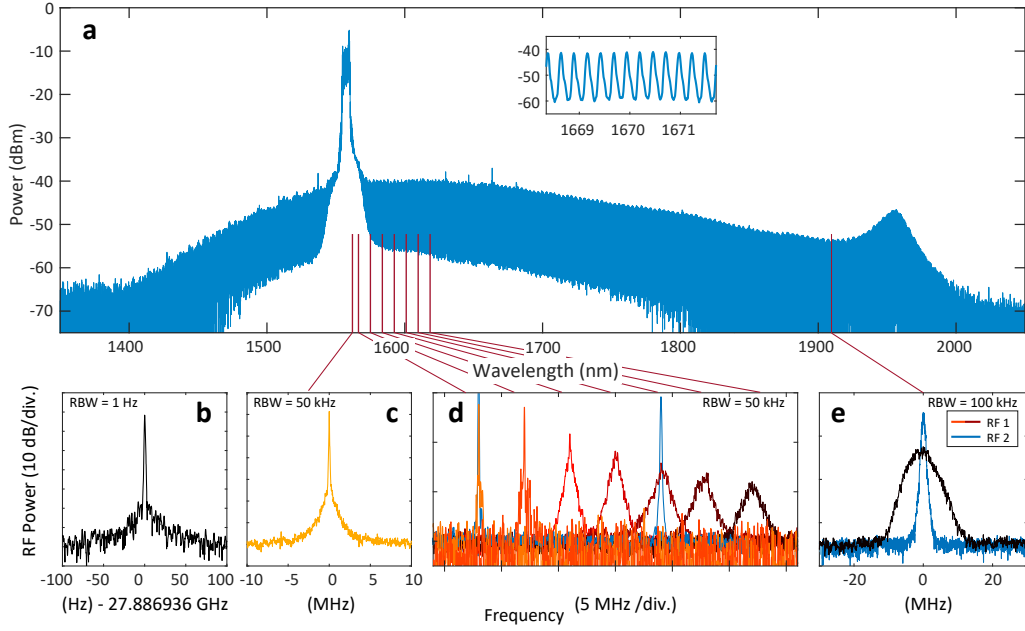 0
-10
-20
-30
-40
-50
-60
-70
Power (dBm)
a
-40
-50
-60
1669 1670 1671
1400 1500 1600 1700 1800 1900 2000
Wavelength (nm)
RF Power (10 dB/div.)
RBW = 1 Hz
b
-100 -50 0 50 100
(Hz) - 27.886936 GHz
RBW = 50 kHz
c
-10 -5 0 5 10
(MHz)
d
RBW = 50 kHz
Frequency
(5 MHz /div.)
e
RBW = 100 kHz
RF 1
RF 2
-20 0 20
(MHz)